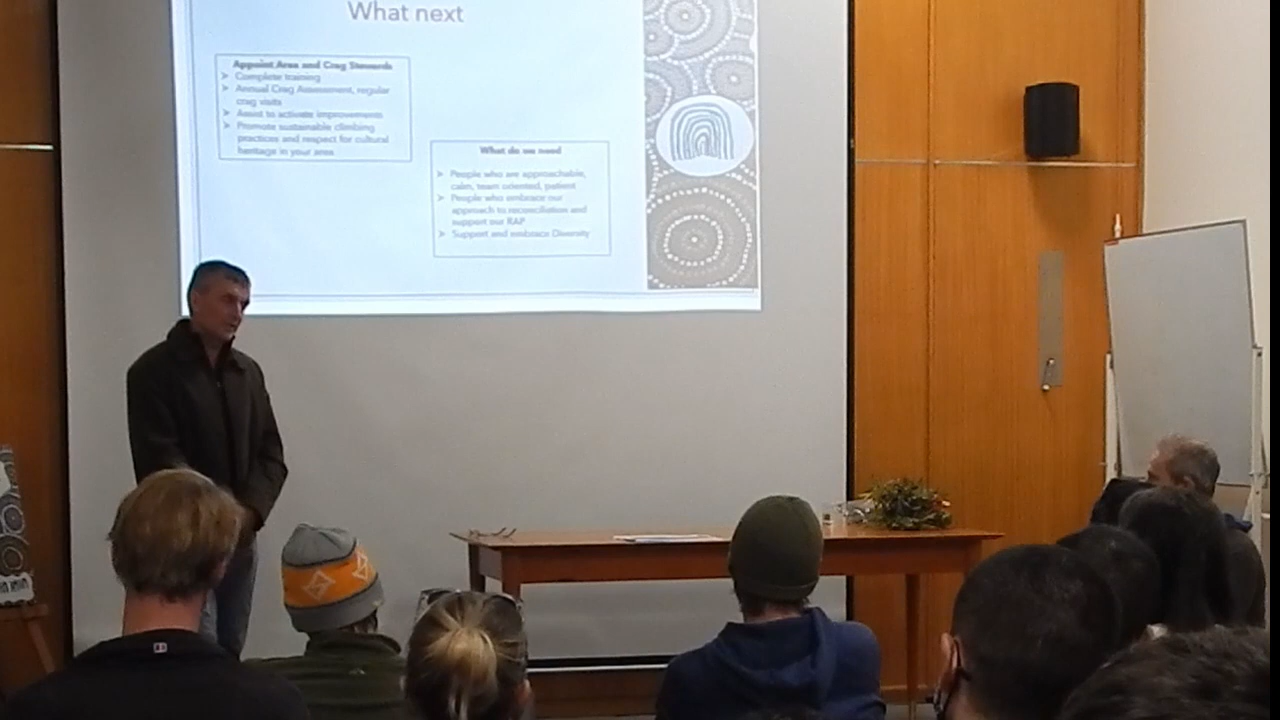 What next
Appoint Area and Crag Stewards
➢ Complete training
➢ Annual Crag Assessment, regular
crag visits
➢ Assist to activate improvements
➢ Promote sustainable climbing
practices and respect for cultural
heritage in your area
What do we need
➢ People who are approachable,
calm, team oriented, patient
➢ People who embrace our
approach to reconciliation and
support our RAP
➢ Support and embrace Diversity